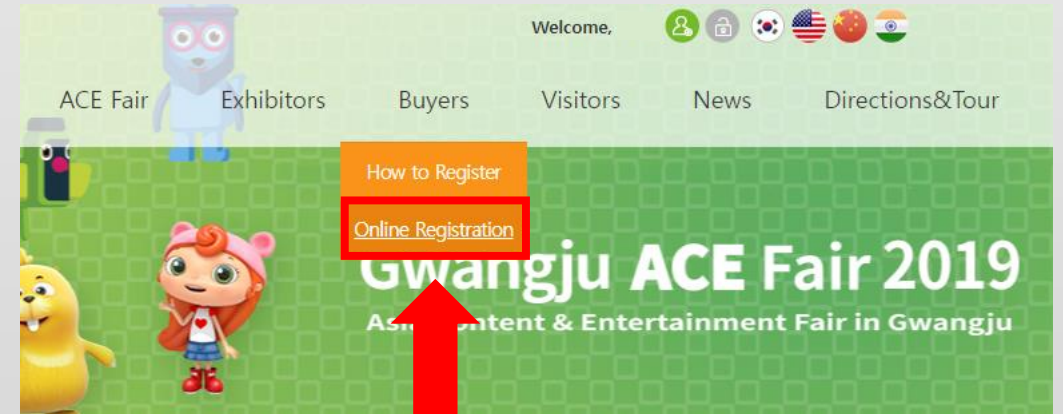 Welcome,
ACE Fair Exhibitors Buyers Visitors News Directions&Tour
How to Register
Online Registration
Gwangju ACE Fair 2019
Asia Content & Entertainment Fair in Gwangju